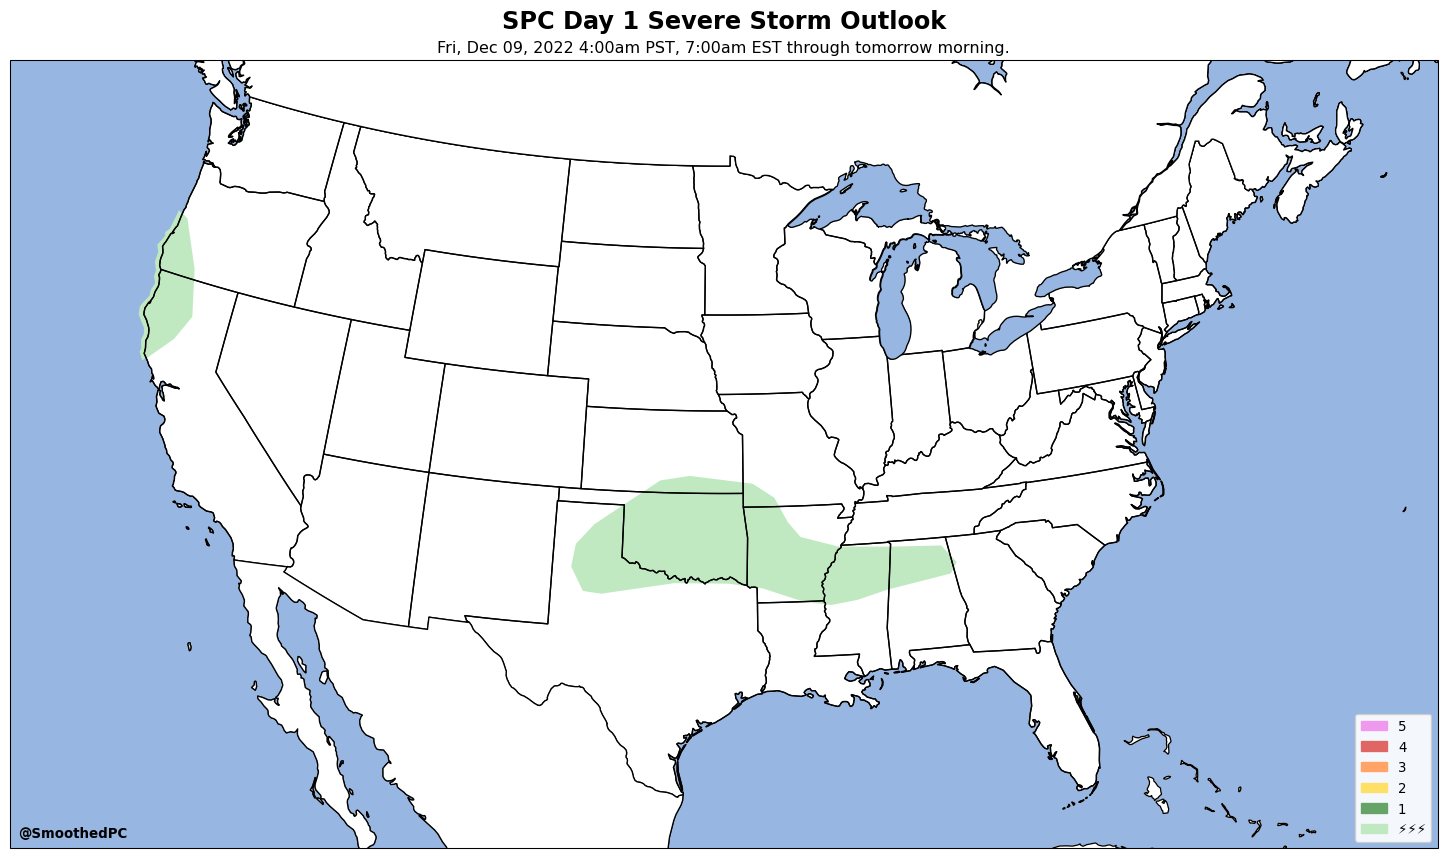 SPC Day 1 Severe Storm Outlook
Fri, Dec 09, 2022 4:00am PST, 7:00am EST through tomorrow morning.
5
4
3
2
1
⚡⚡⚡
@SmoothedPC